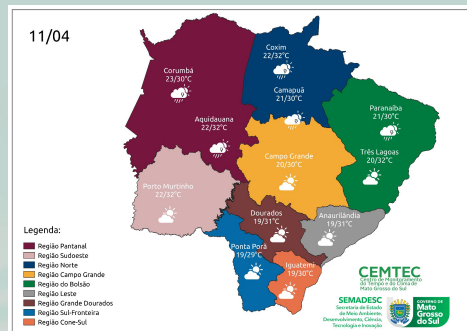 11/04
Coxim
22/32°C
Corumbá
23/30°C
Camapuã
21/30°C
Paranaíba
21/30°C
Aquidauana
22/32°C
Três Lagoas
20/32°C
Campo Grande
20/30°C
Porto Murtinho
22/32°C
Dourados
19/31°C
Anaurilândia
19/31°C
Ponta Porã
19/29°C
Iguatemi
19/30°C
Legenda:
Região Pantanal
Região Sudoeste
Região Norte
Região Campo Grande
Região do Bolsão
Região Leste
Região Grande Dourados
Região Sul-Fronteira
Região Cone-Sul
CEMTEC
Centro de Monitoramento
do Tempo e do Clima de
Mato Grosso do Sul
SEMADESC
Secretaria de Estado
de Meio Ambiente,
Desenvolvimento, Ciência,
Tecnologia e Inovação
GOVERNO DE
Mato
Grosso
do Sul